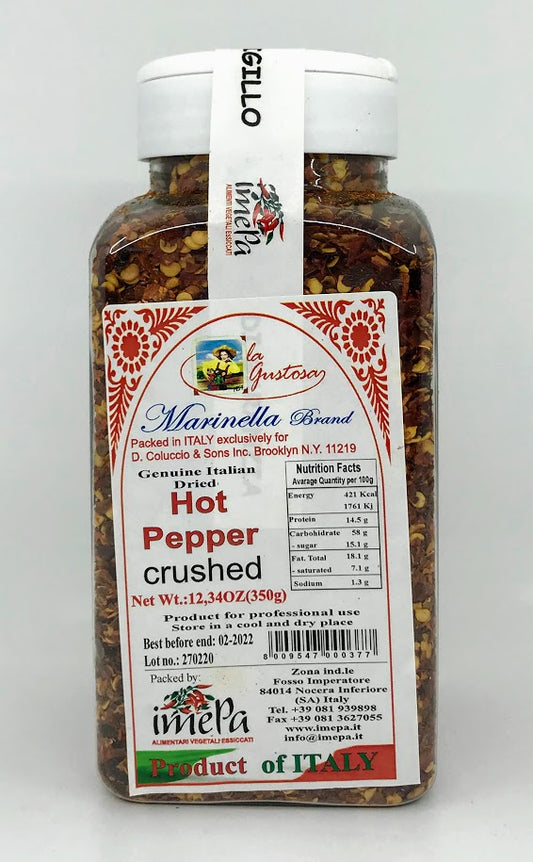 IGILLO
imepa
ALIMENTI VEGETALI ESSICCATI
la
Gustosa
Marinella Brand
Packed in ITALY exclusively for
D. Coluccio & Sons Inc. Brooklyn N.Y. 11219
Genuine Italian
Dried
Hot
Pepper
crushed
Nutrition Facts
Avarage Quantity per 100g
Energy 421 Kcal
1761 Kj
Protein 14.5 g
Carbohidrate 58 g
- sugar 15.1 g
Fat. Total 18.1 g
- saturated 7.1 g
Sodium 1.3 g
Net Wt.:12,34OZ(350g)
Product for professional use
Store in a cool and dry place
Best before end: 02-2022
Lot no.: 270220
8 009547 000377
Packed by:
imepa
ALIMENTARI VEGETALI ESSICCATI
Zona ind.le
Fosso Imperatore
84014 Nocera Inferiore
(SA) Italy
Tel. +39 081 939898
Fax +39 081 3627055
www.imepa.it
info@imepa.it
Product of ITALY